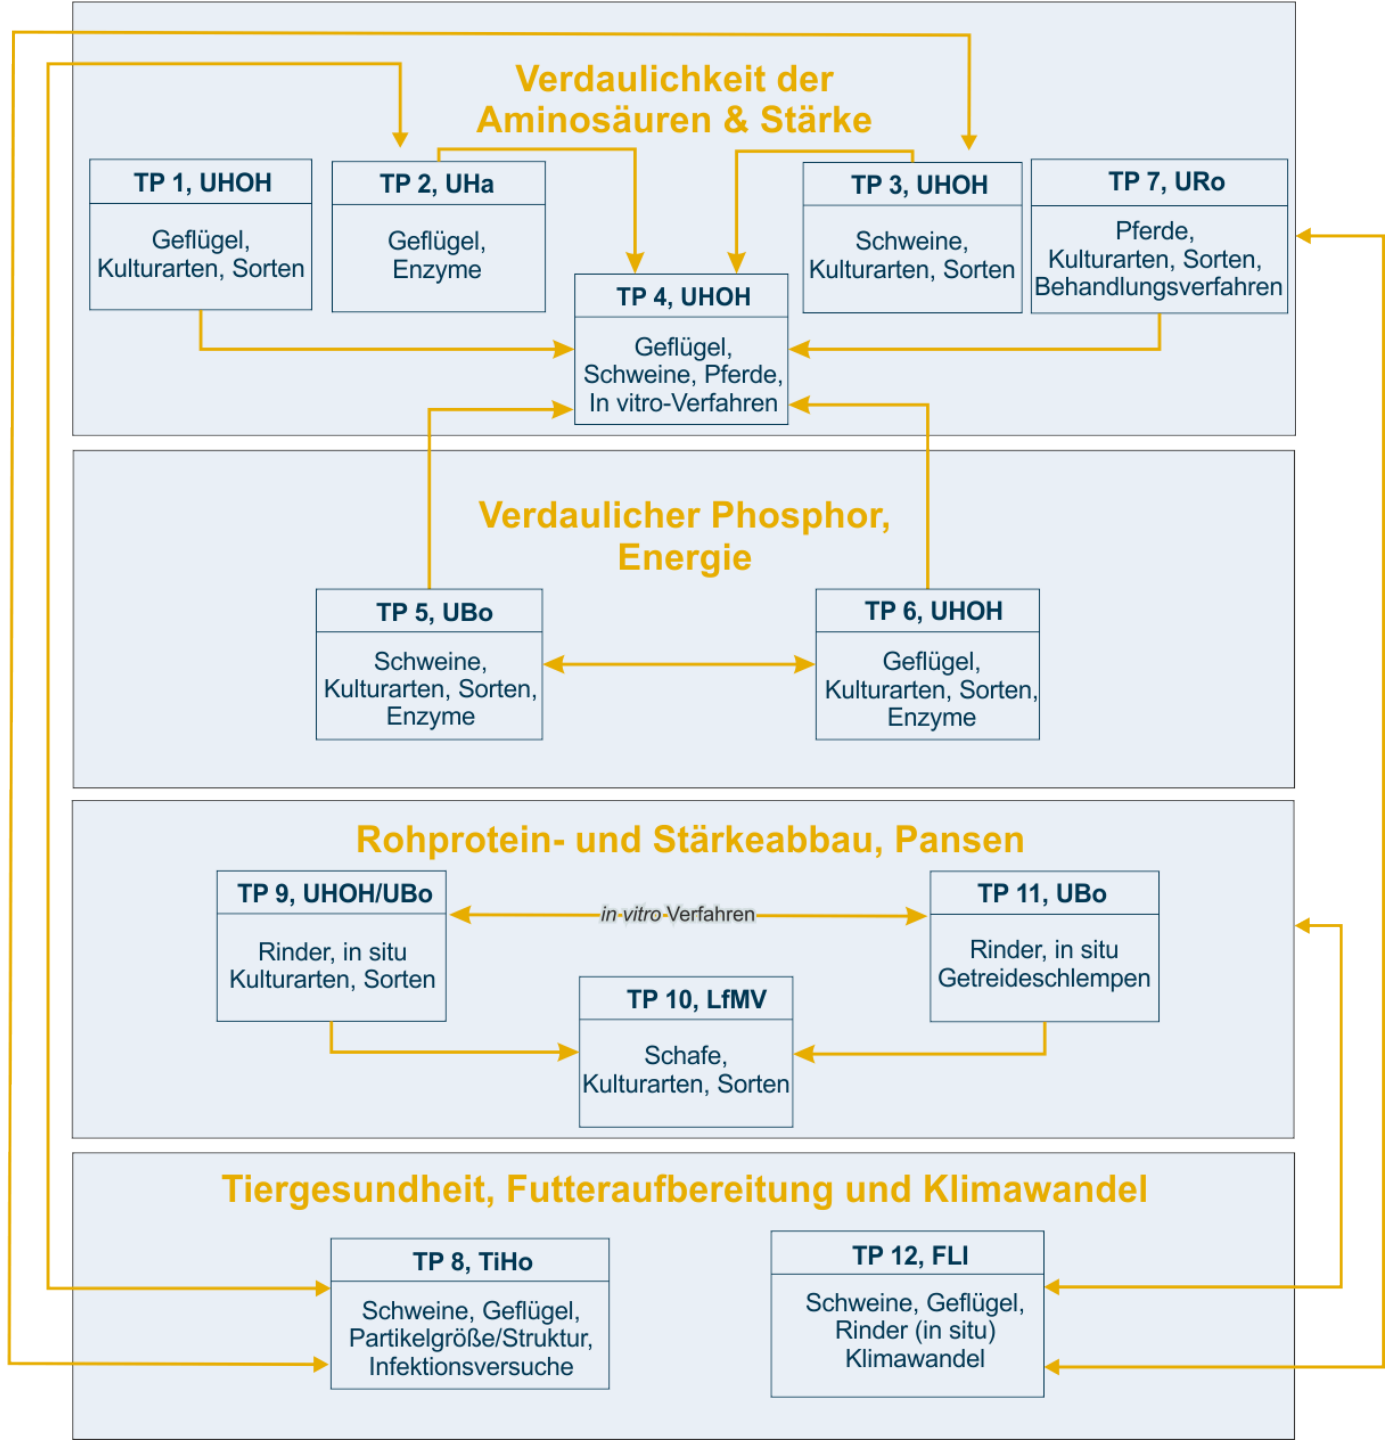 Verdaulichkeit der
Aminosäuren & Stärke
TP 1, UHOH
Geflügel,
Kulturarten, Sorten
TP 2, UHa
Geflügel,
Enzyme
TP 3, UHOH
Schweine,
Kulturarten, Sorten
TP 7, URo
Pferde,
Kulturarten, Sorten,
Behandlungsverfahren
TP 4, UHOH
Geflügel,
Schweine, Pferde,
In vitro-Verfahren
Verdaulicher Phosphor,
Energie
TP 5, UBo
Schweine,
Kulturarten, Sorten,
Enzyme
TP 6, UHOH
Geflügel,
Kulturarten, Sorten,
Enzyme
Rohprotein- und Stärkeabbau, Pansen
TP 9, UHOH/UBo
Rinder, in situ
Kulturarten, Sorten
in vitro Verfahren
TP 11, UBo
Rinder, in situ
Getreideschlempen
TP 10, LfMV
Schafe,
Kulturarten, Sorten
Tiergesundheit, Futteraufbereitung und Klimawandel
TP 8, TiHo
Schweine, Geflügel,
Partikelgröße/Struktur,
Infektionsversuche
TP 12, FLI
Schweine, Geflügel,
Rinder (in situ)
Klimawandel